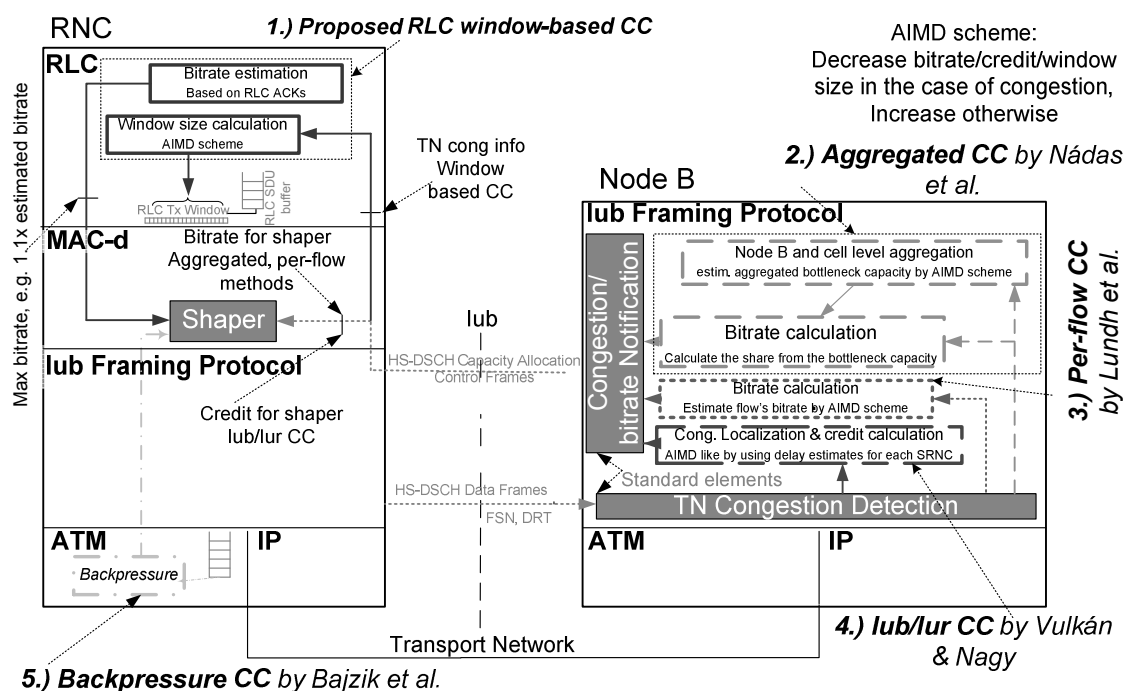 RNC
1.) Proposed RLC window-based CC
RLC
Bitrate estimation
Based on RLC ACKs
Window size calculation
AIMD scheme
RLC Tx Window
RLC SDU
buffer
Max bitrate, e.g. 1.1x estimated bitrate
TN cong info
Window
based CC
MAC-d
Bitrate for shaper
Aggregated, per-flow
methods
Shaper
Iub Framing Protocol
Credit for shaper
Iub/Iur CC
ATM
IP
Backpressure
5.) Backpressure CC by Bajzik et al.
Iub
HS-DSCH Capacity Allocation
Control Frames
HS-DSCH Data Frames
FSN, DRT
Transport Network
AIMD scheme:
Decrease bitrate/credit/window
size in the case of congestion,
Increase otherwise
2.) Aggregated CC by Nádas
et al.
Node B
Iub Framing Protocol
Congestion/
bitrate Notification
Node B and cell level aggregation
estim. aggregated bottleneck capacity by AIMD scheme
Bitrate calculation
Calculate the share from the bottleneck capacity
Bitrate calculation
Estimate flow's bitrate by AIMD scheme
Cong. Localization & credit calculation
AIMD like by using delay estimates for each SRNC
Standard elements
TN Congestion Detection
ATM
IP
3.) Per-flow CC
by Lundh et al.
4.) Iub/Iur CC by Vulkán
& Nagy